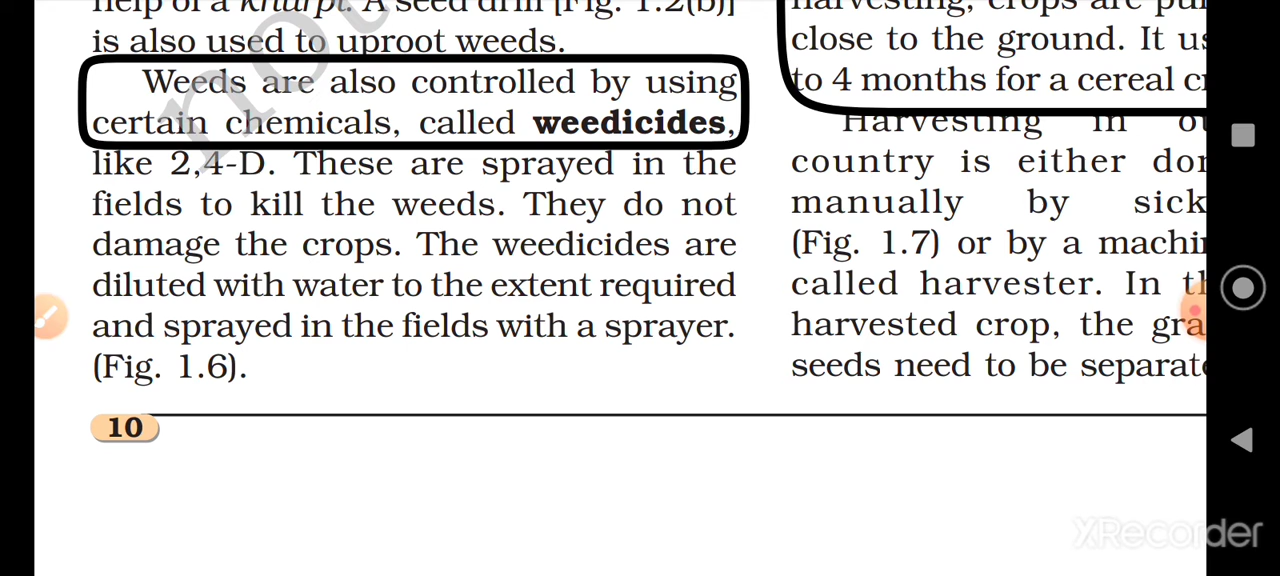 is also used to uproot weeds.
Weeds are also controlled by using
certain chemicals, called weedicides,
like 2,4-D. These are sprayed in the
fields to kill the weeds. They do not
damage the crops. The weedicides are
diluted with water to the extent required
and sprayed in the fields with a sprayer.
(Fig. 1.6).
10
close to the ground. It
to 4 months for a cereal
Harvesting in
country is either
manually by
(Fig. 1.7) or by a
called harvester. In
harvested crop, the
seeds need to be
not
XRecorder